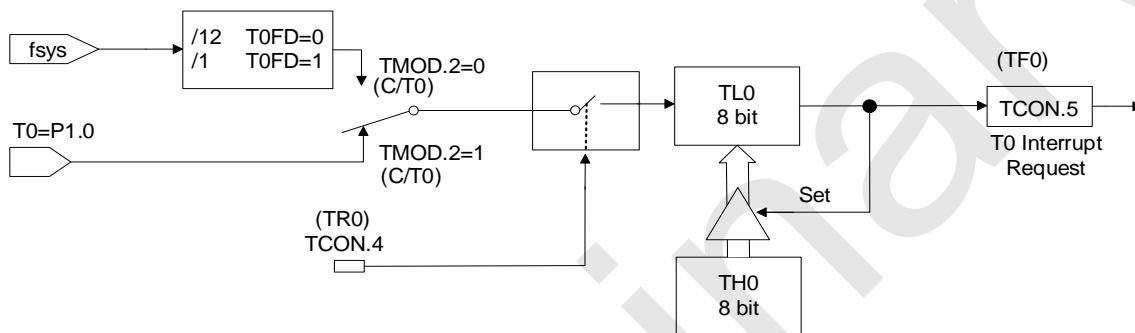 fsys
/12 T0FD=0
/1 T0FD=1
TMOD.2=0
(C/T0)
T0=P1.0
TMOD.2=1
(C/T0)
(TR0)
TCON.4
TL0
8 bit
Set
TH0
8 bit
(TF0)
TCON.5
T0 Interrupt
Request
inar